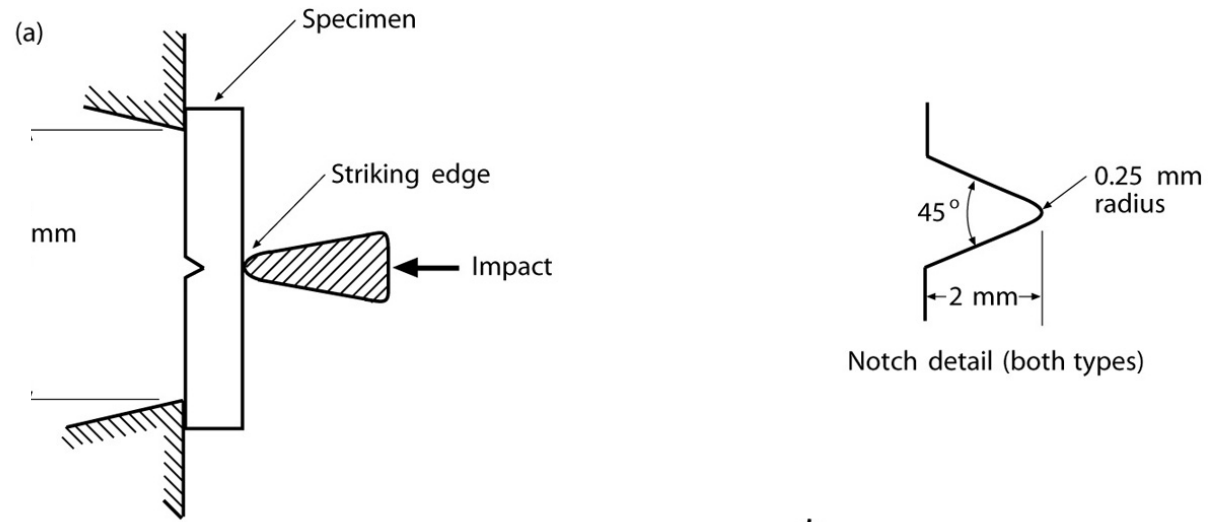 (a)
Specimen
Striking edge
mm
Impact
45°
0.25 mm
radius
2 mm
Notch detail (both types)